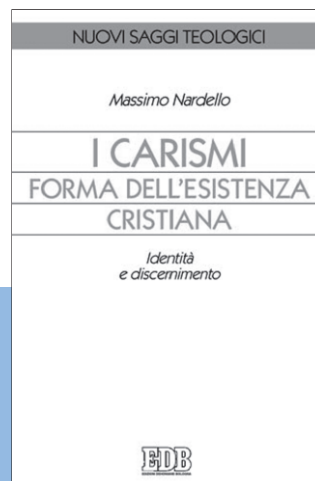 NUOVI SAGGI TEOLOGICI
Massimo Nardello
I CARISMI
FORMA DELL'ESISTENZA
CRISTIANA
Identità
e discernimento
EDB